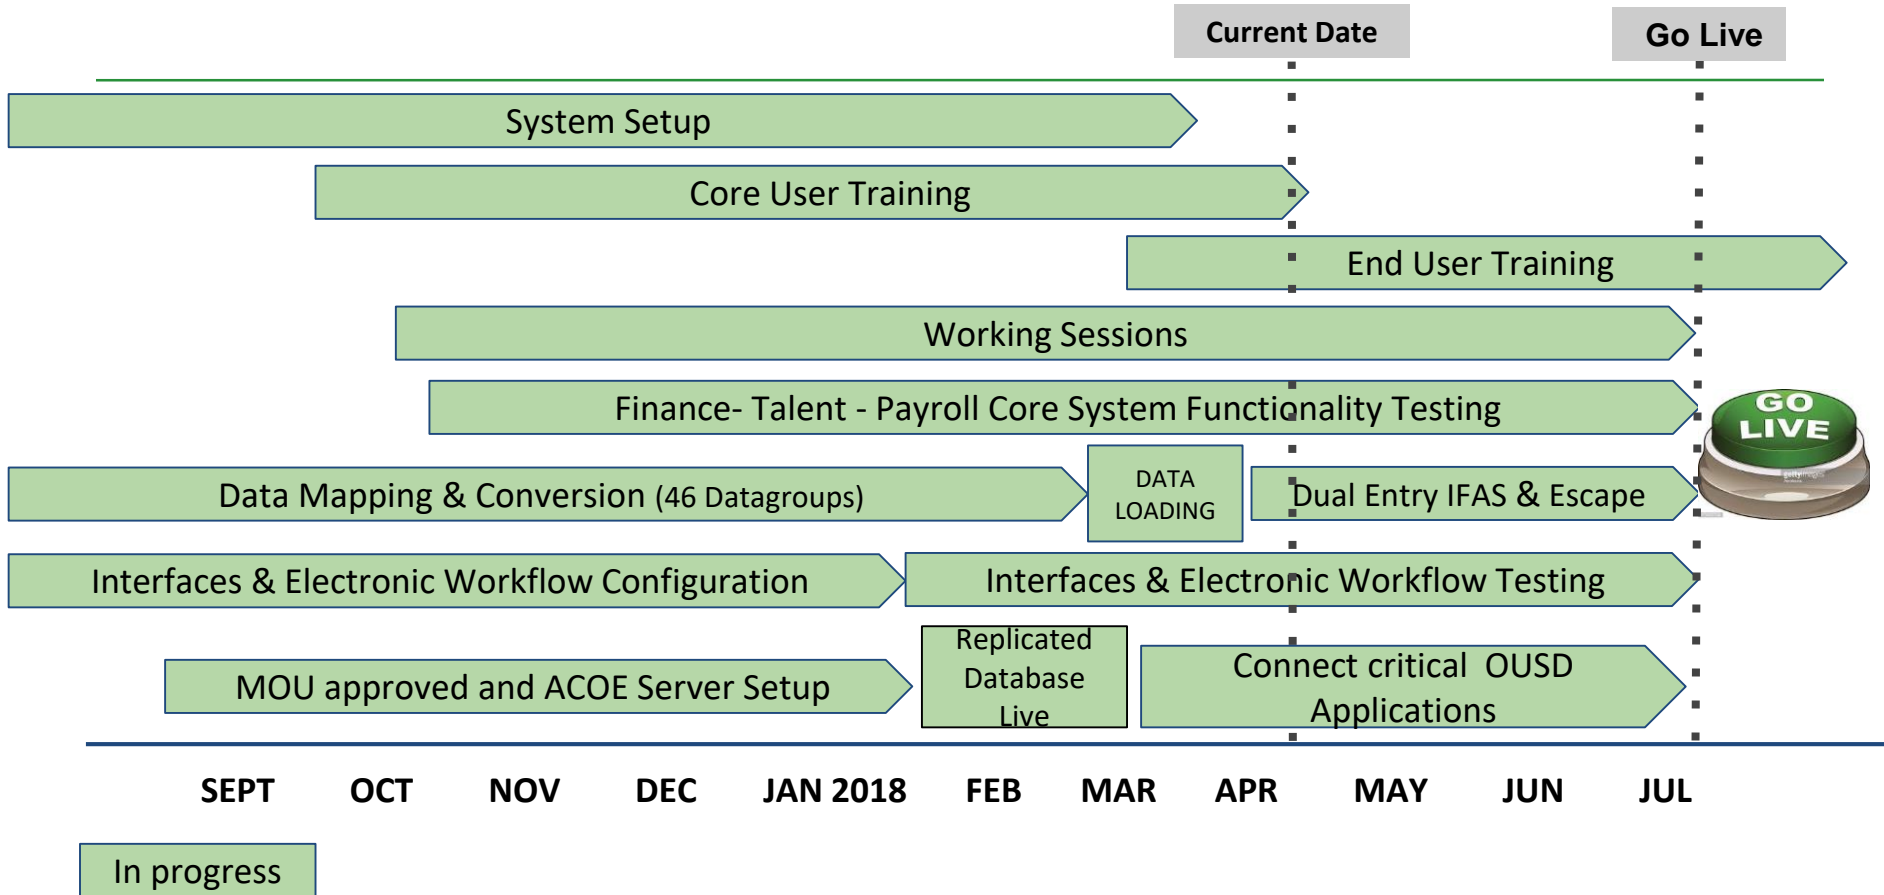 Current Date
Go Live
System Setup
Core User Training
End User Training
Working Sessions
Finance- Talent - Payroll Core System Functionality Testing
GO
LIVE
gettyimages
Data Mapping & Conversion (46 Datagroups)
DATA
LOADING
Dual Entry IFAS & Escape
Interfaces & Electronic Workflow Configuration
Interfaces & Electronic Workflow Testing
MOU approved and ACOE Server Setup
Replicated
Database
Live
Connect critical OUSD
Applications
SEPT OCT NOV DEC JAN 2018 FEB MAR APR MAY JUN JUL
In progress